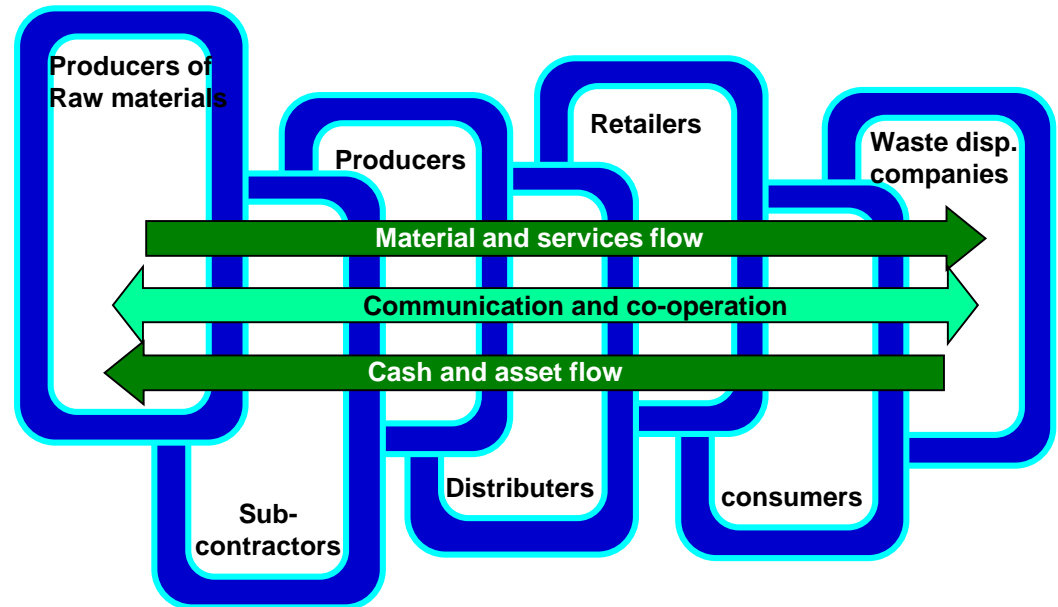 Producers of
Raw materials
Producers
Retailers
Waste disp.
companies
Material and services flow
Communication and co-operation
Cash and asset flow
Sub-
contractors
Distributers
consumers